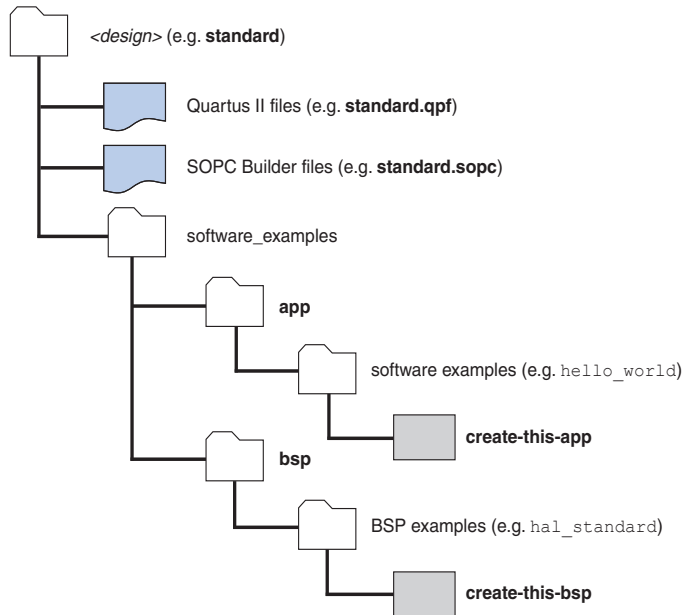 <design> (e.g. standard)
Quartus II files (e.g. standard.qpf)
SOPC Builder files (e.g. standard.sopc)
software_examples
app
software examples (e.g. hello_world)
create-this-app
bsp
BSP examples (e.g. hal_standard)
create-this-bsp